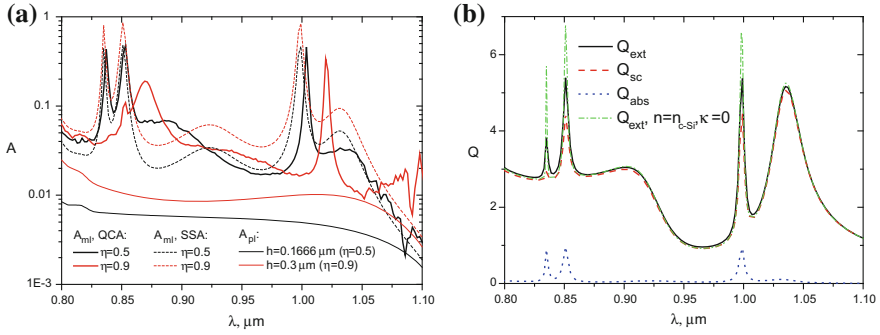 (a)
1
0.1
0.01
1E-3
A
A_ml, QCA:
η=0.5
η=0.9
A_ml, SSA:
η=0.5
η=0.9
A_pl:
h=0.1666 μm (η=0.5)
h=0.3 μm (η=0.9)
0.80 0.85 0.90 0.95 1.00 1.05 1.10
λ, μm
(b)
6
4
2
0
Q
Q_ext
Q_sc
Q_abs
Q_ext, n=n_c-Si, κ=0
0.80 0.85 0.90 0.95 1.00 1.05 1.10
λ, μm